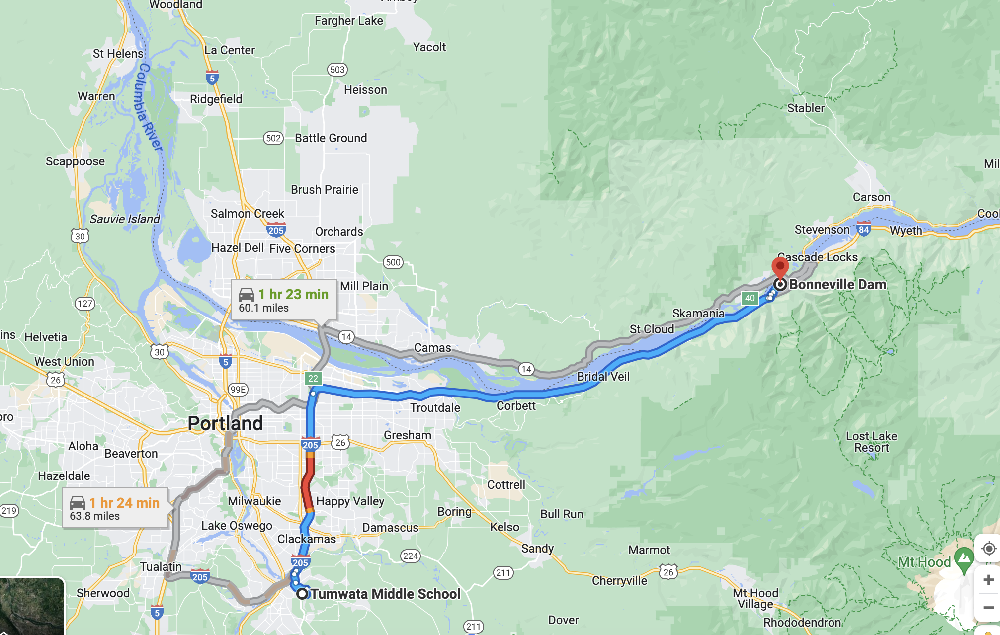 Woodland
Fargher Lake
Yacolt
St Helens
La Center
Columbia River
5
503
Warren
Ridgefield
Heisson
Stabler
502
Battle Ground
Scappoose
Mil
Brush Prairie
Carson
Sauvie Island
Salmon Creek
Cool
205
Orchards
30
Stevenson
84
Wyeth
Hazel Dell
Five Corners
500
Cascade Locks
1 hr 23 min
60.1 miles
Mill Plain
Bonneville Dam
40
127
Skamania
ins
Helvetia
14
St Cloud
30
Camas
West Union
5
14
26
22
Bridal Veil
99E
Troutdale
Corbett
oro
Portland
Aloha
205
26
Gresham
Lost Lake
Resort
Beaverton
Hazeldale
Cottrell
1 hr 24 min
63.8 miles
219
Milwaukie
Happy Valley
Boring
Bull Run
Lake Oswego
Damascus
Kelso
Clackamas
Sandy
Marmot
224
205
Tualatin
Mt Hood
205
211
26
Cherryville
Sherwood
Tumwata Middle School
Mt Hood
Village
5
Dover
211
Rhododendron